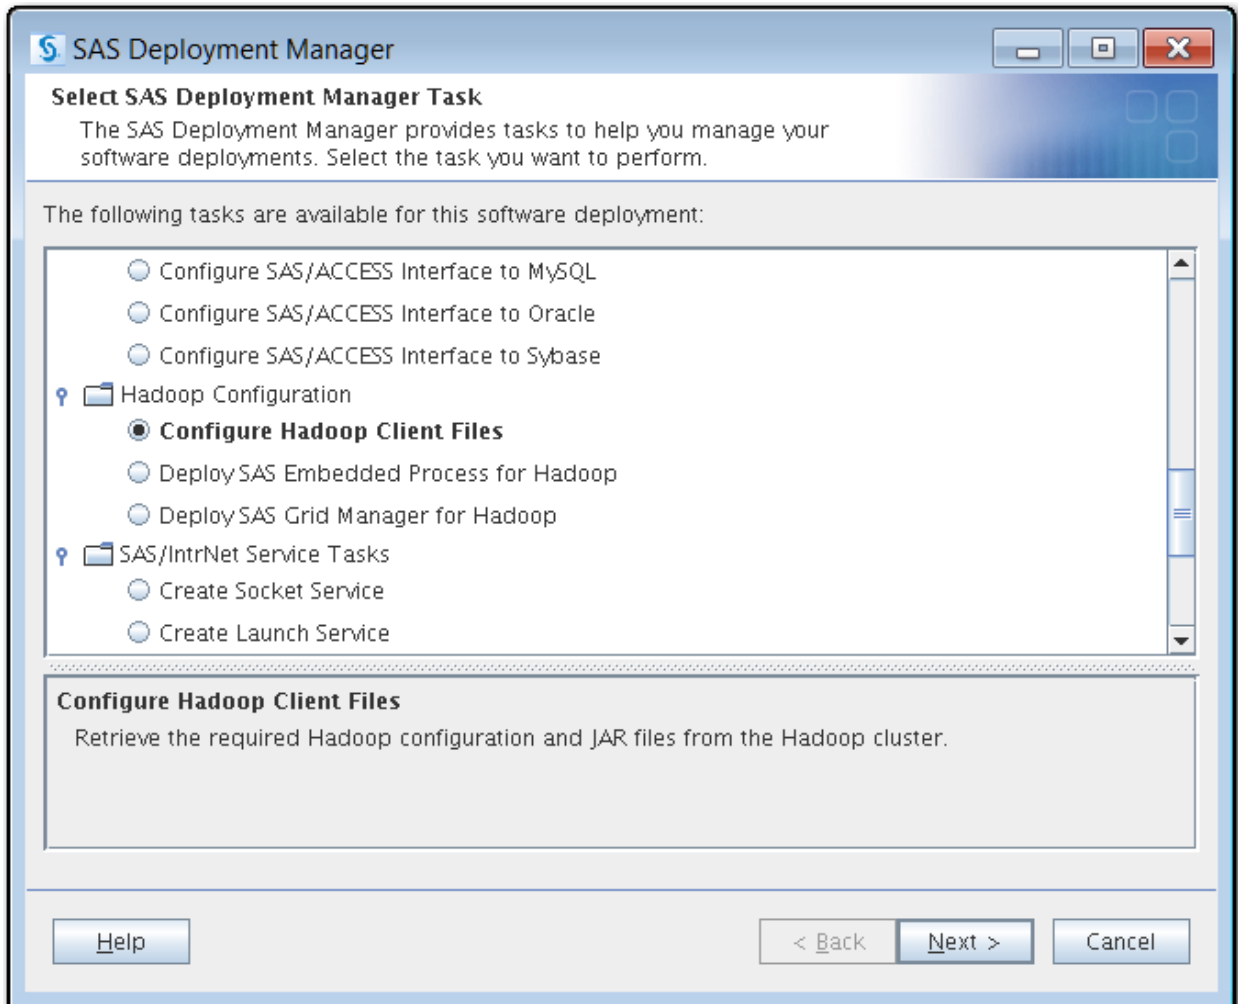 SAS Deployment Manager
Select SAS Deployment Manager Task
The SAS Deployment Manager provides tasks to help you manage your
software deployments. Select the task you want to perform.
The following tasks are available for this software deployment:
Configure SAS/ACCESS Interface to MySQL
Configure SAS/ACCESS Interface to Oracle
Configure SAS/ACCESS Interface to Sybase
Hadoop Configuration
Configure Hadoop Client Files
Deploy SAS Embedded Process for Hadoop
Deploy SAS Grid Manager for Hadoop
SAS/IntrNet Service Tasks
Create Socket Service
Create Launch Service
Configure Hadoop Client Files
Retrieve the required Hadoop configuration and JAR files from the Hadoop cluster.
Help
< Back
Next >
Cancel